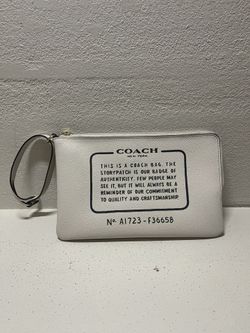 COACH
NEW YORK
THIS IS A COACH BAG. THE
STORYPATCH IS OUR BADGE OF
AUTHENTICITY. FEW PEOPLE MAY
SEE IT, BUT IT WILL ALWAYS BE A
REMINDER OF OUR COMMITMENT
TO QUALITY AND CRAFTSMANSHIP
No A1723-F36658